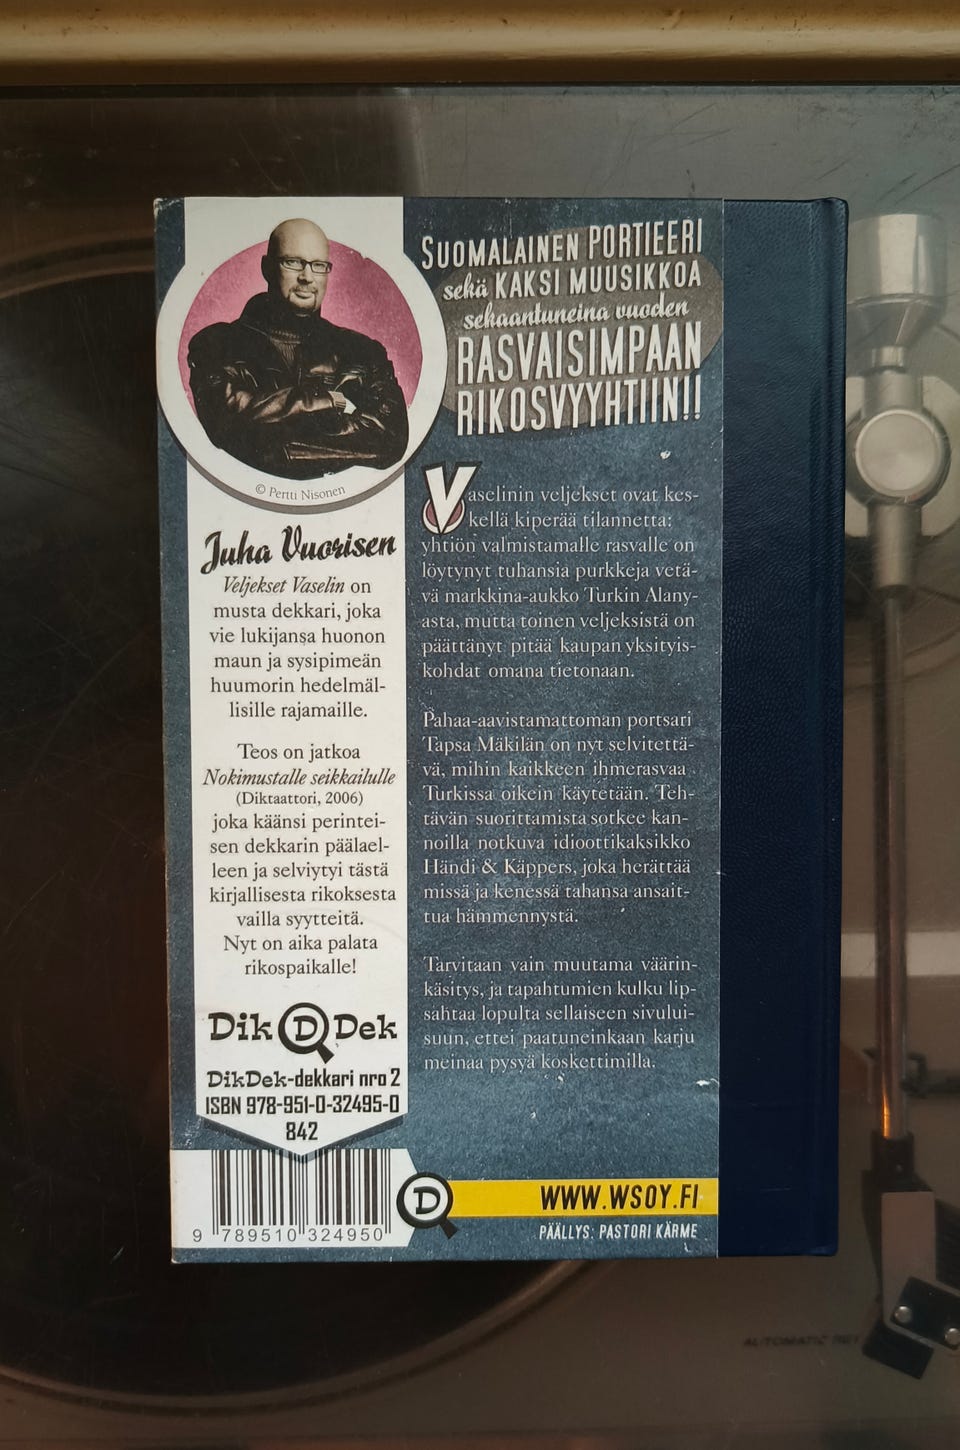 SUOMALAINEN PORTIEERI
sekä KAKSI MUUSIKKOA
sekaantuneina vuoden
RASVAISIMPAAN
RIKOSVYYHTIIN!!
© Pertti Nisonen
Juha Vuorisen
Veljekset Vaselin on
musta dekkari, joka
vie lukijansa huonon
maun ja sysipimeän
huumorin hedelmäl-
lisille rajamaille.
Teos on jatkoa
Nokimustalle seikkailulle
(Diktaattori, 2006)
joka käänsi perintei-
sen dekkarin päälael-
leen ja selviytyi tästä
kirjallisesta rikoksesta
vailla syytteitä.
Nyt on aika palata
rikospaikalle!
Dik D Dek
DikDek-dekkari nro 2
ISBN 978-951-0-32495-0
842
9 789510 324950
Vaselinin veljekset ovat kes-
kellä kiperää tilannetta:
yhtiön valmistamalle rasvalle on
löytynyt tuhansia purkkeja vetä-
vä markkina-aukko Turkin Alany-
asta, mutta toinen veljeksistä on
päättänyt pitää kaupan yksityis-
kohdat omana tietonaan.
Pahaa-aavistamattoman portsari
Tapsa Mäkilän on nyt selvitettä-
vä, mihin kaikkeen ihmerasvaa
Turkissa oikein käytetään. Teh-
tävän suorittamista sotkee kan-
noilla notkuva idioottikaksikko
Händi & Käppers, joka herättää
missä ja kenessä tahansa ansait-
tua hämmennystä.
Tarvitaan vain muutama väärin-
käsitys, ja tapahtumien kulku lip-
sahtaa lopulta sellaiseen sivului-
suun, ettei paatuneinkaan karju
meinaa pysyä koskettimilla.
D
WWW.WSOY.FI
PÄÄLLYS: PASTORI KÄRME
AUTOMATIC RET